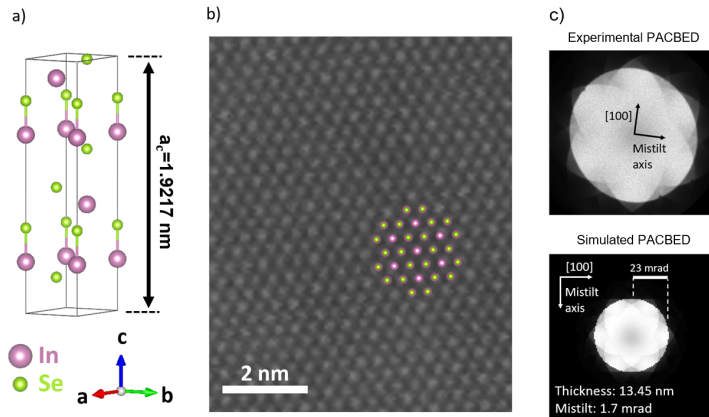 a)
a_c=1.9217 nm
In
Se
c
a
b
b)
2 nm
c)
Experimental PACBED
[100]
Mistilt
axis
Simulated PACBED
[100]
23 mrad
Mistilt
axis
Thickness: 13.45 nm
Mistilt: 1.7 mrad